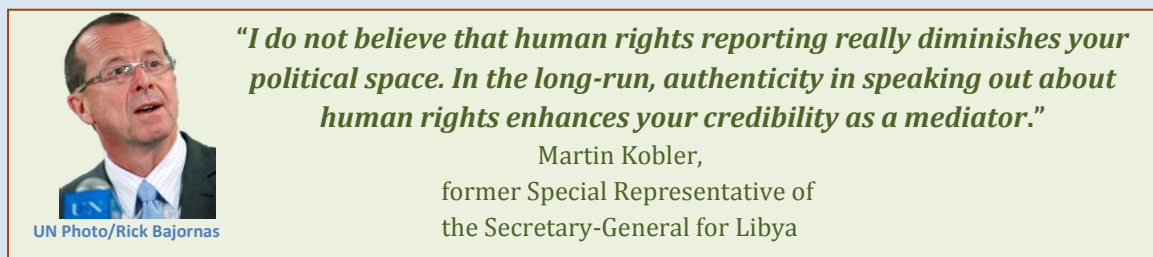 “I do not believe that human rights reporting really diminishes your
political space. In the long-run, authenticity in speaking out about
human rights enhances your credibility as a mediator.”
Martin Kobler,
former Special Representative of
the Secretary-General for Libya
UN
UN Photo/Rick Bajornas